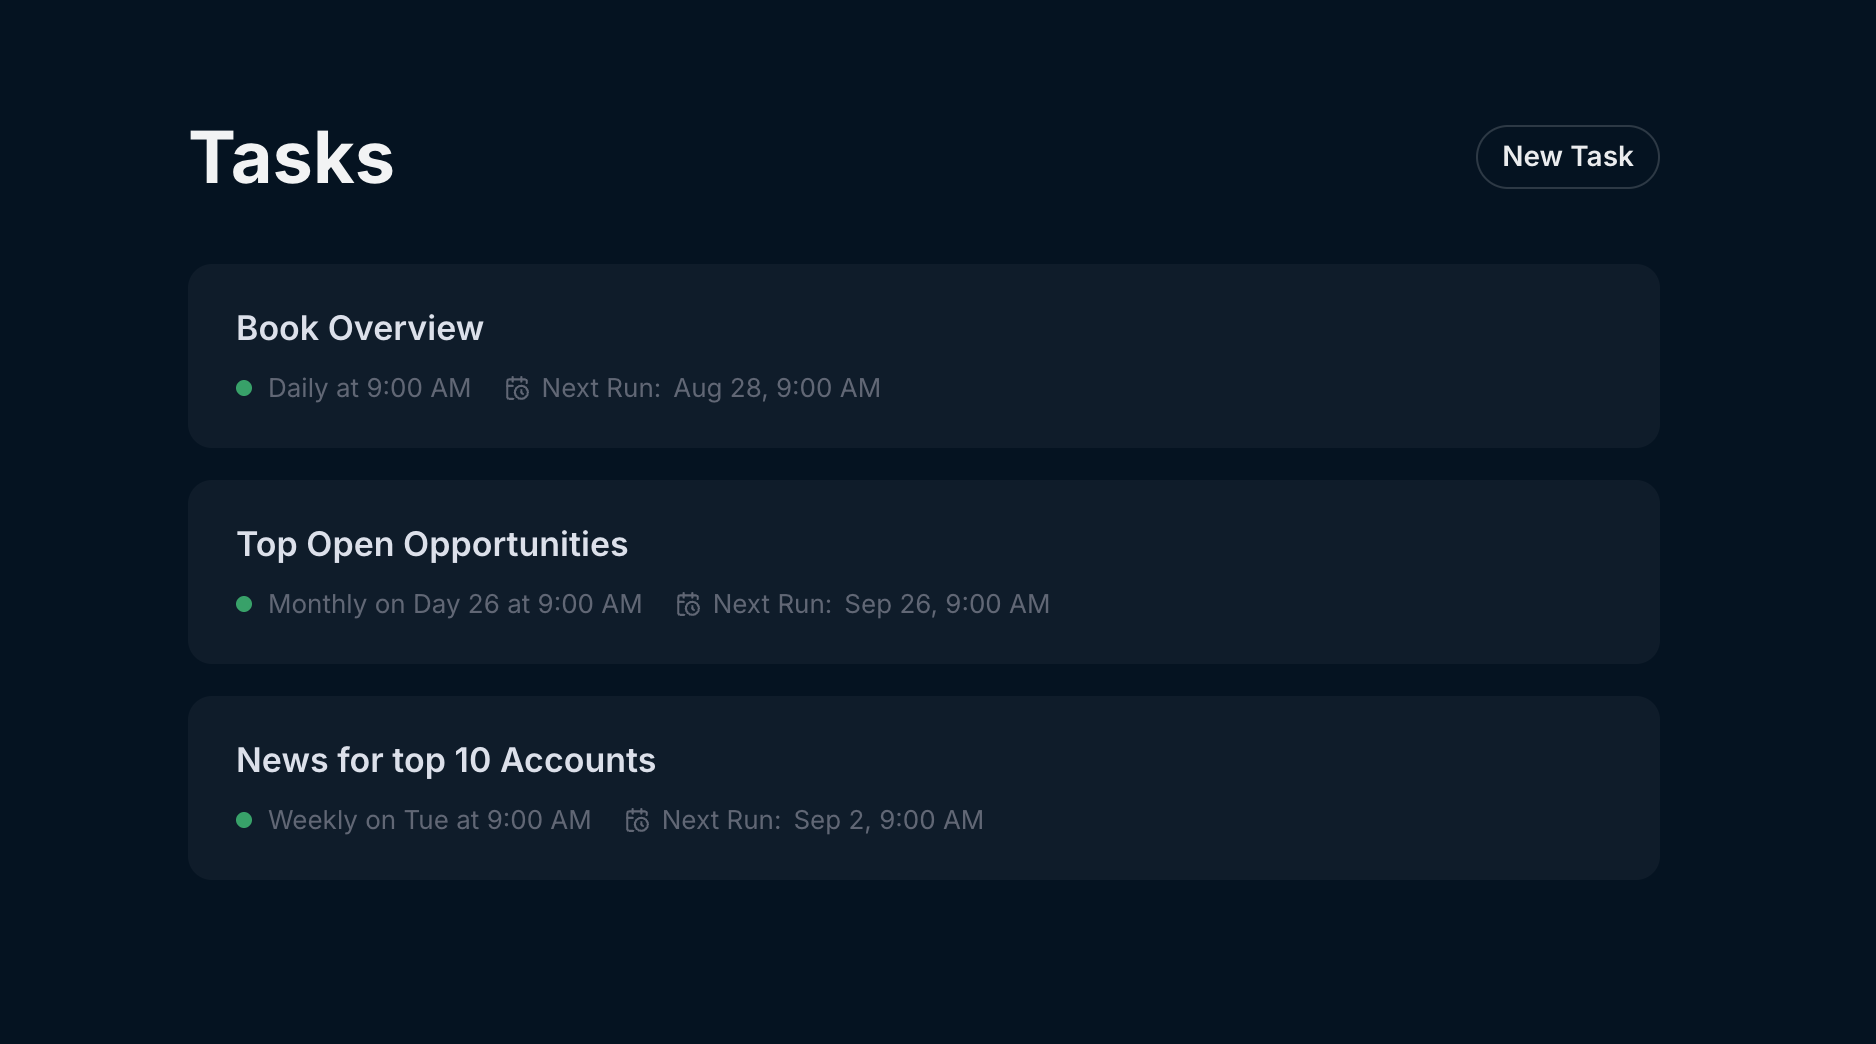 Tasks
New Task
Book Overview
Daily at 9:00 AM Next Run: Aug 28, 9:00 AM
Top Open Opportunities
Monthly on Day 26 at 9:00 AM Next Run: Sep 26, 9:00 AM
News for top 10 Accounts
Weekly on Tue at 9:00 AM Next Run: Sep 2, 9:00 AM